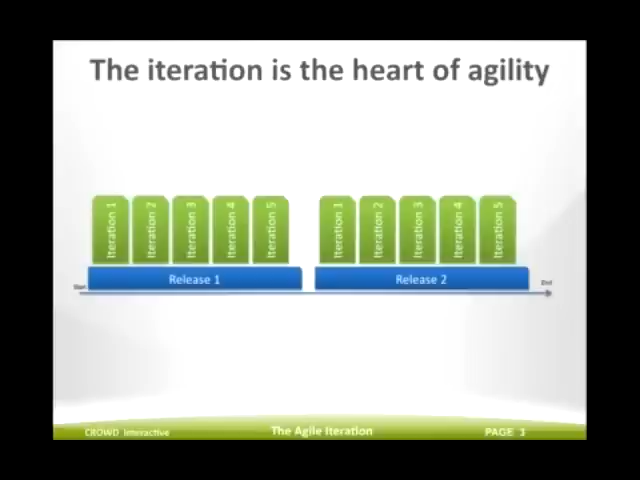 The iteration is the heart of agility
Iteration 1
Iteration 2
Iteration 3
Iteration 4
Iteration 5
Iteration 1
Iteration 2
Iteration 3
Iteration 4
Iteration 5
Release 1
Release 2
Start
End
CROWD Interactive
The Agile Iteration
PAGE 3